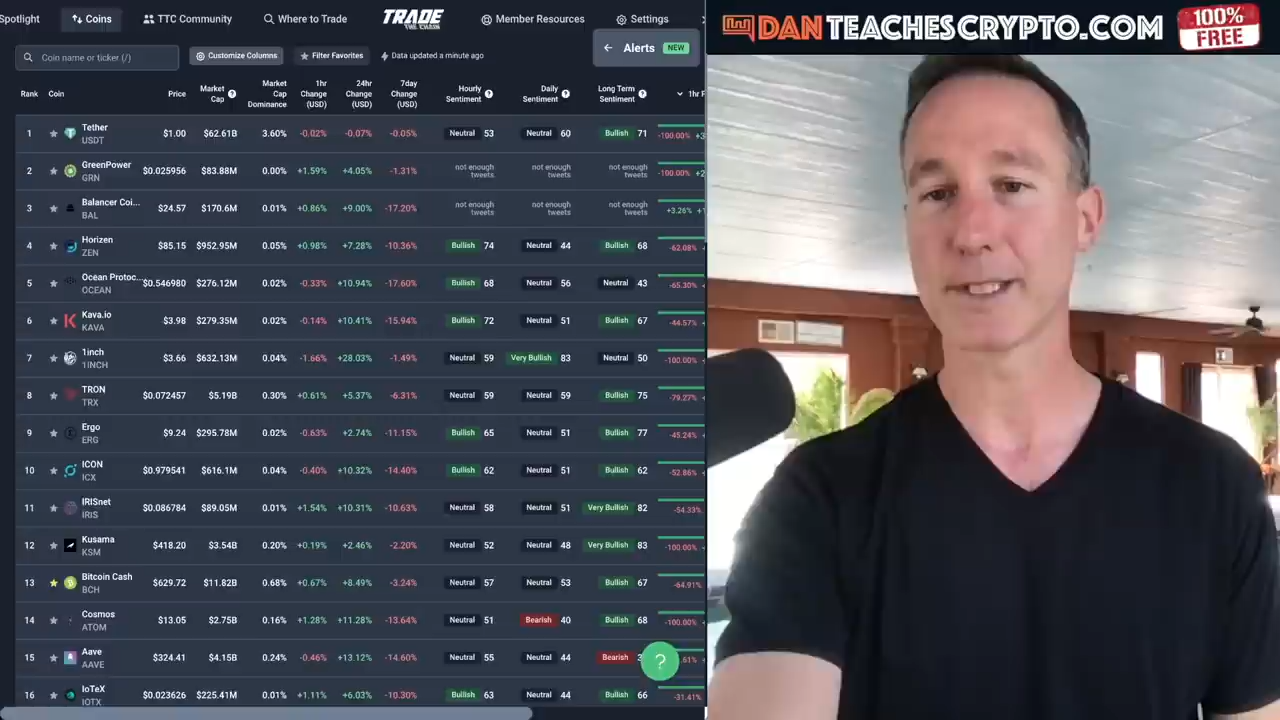 Spotlight
Coins
TTC Community
Where to Trade
TRADE
THE CHAIN
Other Resources
Settings
Coin name or ticker (/)
Customize Columns
Filter Favorites
Data updated a minute ago
Alerts NEW
Rank Coin Price Market Cap Market Cap Dominance 1hr Change (USD) 24hr Change (USD) 7day Change (USD) Hourly Sentiment Daily Sentiment Long Term Sentiment
1 Tether USDT $1.00 $62.61B 3.60% -0.02% -0.07% -0.05% Neutral 53 Neutral 60 Bullish 71 -100.00%
2 GreenPower GRN $0.025956 $83.88M 0.00% +1.59% +4.05% -1.31% not enough tweets not enough tweets not enough tweets -100.00%
3 Balancer Coi... BAL $24.57 $170.6M 0.01% +0.86% +9.00% -17.20% not enough tweets not enough tweets not enough tweets +3.26%
4 Horizen ZEN $85.15 $952.95M 0.05% +0.98% +7.28% -10.36% Bullish 74 Neutral 44 Bullish 68 -62.08%
Ocean Protoc... OCEAN $0.546980 $276.12M 0.02% 0.33% +10.94% -17.60% Bullish 68 Neutral 56 Neutral 43 -65.30%
6 Kava.io KAVA $3.98 $279.35M 0.02% -0.14% +10.41% -15.94% Bullish 72 Neutral 51 Bullish 67 -44.57%
7 1inch 1INCH $3.66 $632.13M 0.04% -1.66% +28.03% -1.49% Neutral 59 Very Bullish 83 Neutral 50 -100.00%
8 TRON TRX $0.072457 $5.19B 0.30% +0.61% +5.37% -6.31% Neutral 59 Neutral 59 Bullish 75 -79.27%
9 Ergo ERG $9.24 $295.78M 0.02% -0.63% +2.74% -11.15% Bullish 65 Neutral 51 Bullish 77 -45.24%
10 ICON ICX $0.979541 $616.1M 0.04% -0.40% +10.32% -14.40% Bullish 62 Neutral 51 Bullish 62 -52.86%
11 IRISnet IRIS $0.086784 $89.05M 0.01% +1.54% +10.31% -10.63% Neutral 58 Neutral 51 Very Bullish 82 -54.33%
12 Kusama KSM $418.20 $3.54B 0.20% +0.19% +2.46% -2.20% Neutral 52 Neutral 48 Very Bullish 83 -100.00%
13 Bitcoin Cash BCH $629.72 $11.82B 0.68% +0.67% +8.49% -3.24% Neutral 57 Neutral 53 Bullish 67 -64.91%
14 Cosmos ATOM $13.05 $2.75B 0.16% +1.28% +11.28% -13.64% Neutral 51 Bearish 40 Bullish 68 -100.00%
15 Aave AAVE $324.41 $4.15B 0.24% -0.46% +13.12% -14.60% Neutral 55 Neutral 44 Bearish
16 IoTeX IOTX $0.023626 $225.41M 0.01% +1.11% +6.03% -10.30% Bullish 63 Neutral 44 Bullish 66 -31.41%
?
DANTEACHESCRYPTO.COM
100%
FREE